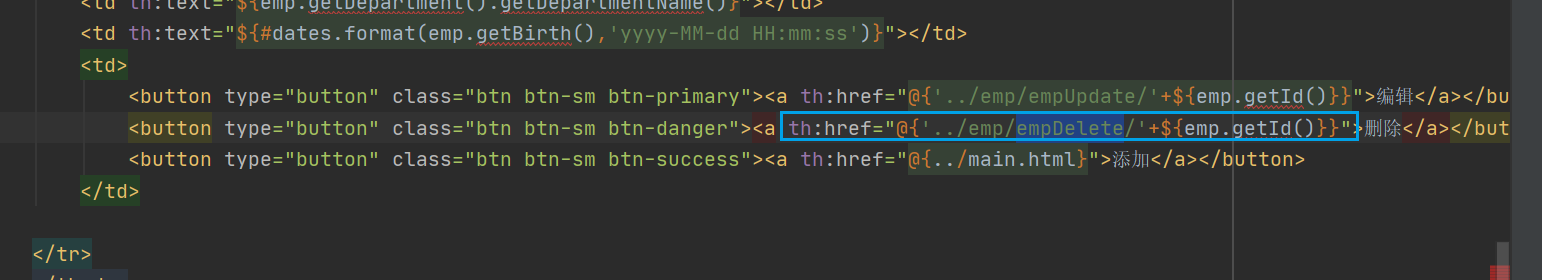 <td th:text="${emp.getDepartment().getDepartmentName()}"></td>
<td th:text="${#dates.format(emp.getBirth(),'yyyy-MM-dd HH:mm:ss')}"></td>
<td>
<button type="button" class="btn btn-sm btn-primary"><a th:href="@{'../emp/empUpdate/'+${emp.getId()}}">编辑</a></bu
<button type="button" class="btn btn-sm btn-danger"><a th:href="@{'../emp/empDelete/'+${emp.getId()}}">删除</a></but
<button type="button" class="btn btn-sm btn-success"><a th:href="@{../main.html}">添加</a></button>
</td>
</tr>